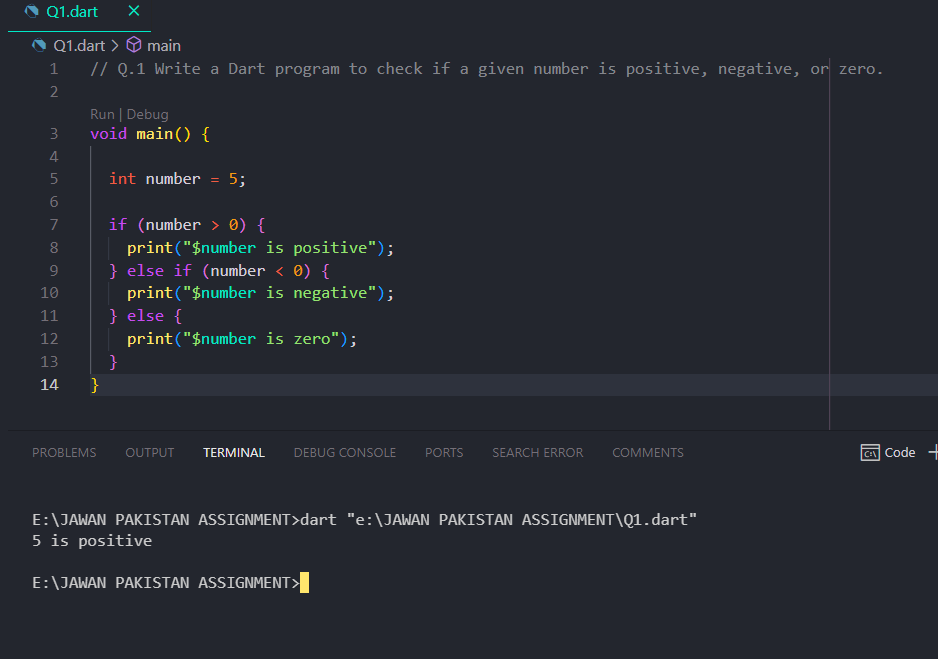 Q1.dart ×
Q1.dart > main
1 // Q.1 Write a Dart program to check if a given number is positive, negative, or zero.
2
Run | Debug
3 void main() {
4
5 int number = 5;
6
7 if (number > 0) {
8 print("$number is positive");
9 } else if (number < 0) {
10 print("$number is negative");
11 } else {
12 print("$number is zero");
13 }
14 }
PROBLEMS OUTPUT TERMINAL DEBUG CONSOLE PORTS SEARCH ERROR COMMENTS Code +
E:\JAWAN PAKISTAN ASSIGNMENT>dart "e:\JAWAN PAKISTAN ASSIGNMENT\Q1.dart"
5 is positive
E:\JAWAN PAKISTAN ASSIGNMENT>